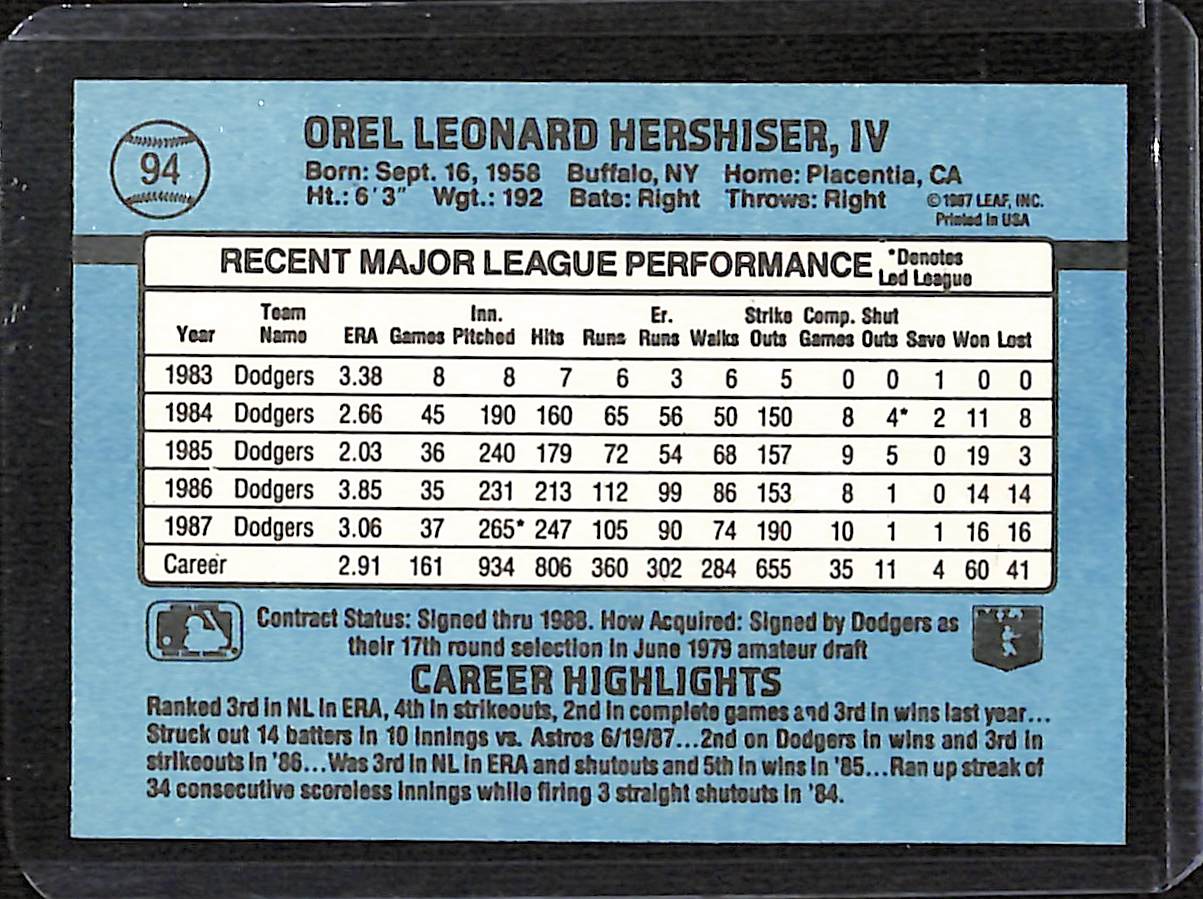 94
OREL LEONARD HERSHISER, IV
Born: Sept. 16, 1958 Buffalo, NY Home: Placentia, CA
Ht.: 6'3" Wgt.: 192 Bats: Right Throws: Right
©1987 LEAF, INC.
Printed in USA
RECENT MAJOR LEAGUE PERFORMANCE *Denotes Led League
Year Team Name ERA Games Inn. Pitched Hits Runs Er. Runs Walks Strike Outs Comp. Games Shut Outs Save Won Lost
1983 Dodgers 3.38 8 8 7 6 3 6 5 0 0 1 0 0
1984 Dodgers 2.66 45 190 160 65 56 50 150 8 4* 2 11 8
1985 Dodgers 2.03 36 240 179 72 54 68 157 9 5 0 19 3
1986 Dodgers 3.85 35 231 213 112 99 86 153 8 1 0 14 14
1987 Dodgers 3.06 37 265* 247 105 90 74 190 10 1 1 16 16
Career 2.91 161 934 806 360 302 284 655 35 11 4 60 41
Contract Status: Signed thru 1988. How Acquired: Signed by Dodgers as
their 17th round selection in June 1979 amateur draft
CAREER HIGHLIGHTS
Ranked 3rd in NL in ERA, 4th in strikeouts, 2nd in complete games and 3rd in wins last year...
Struck out 14 batters in 10 innings vs. Astros 6/19/87...2nd on Dodgers in wins and 3rd in
strikeouts in '86...Was 3rd in NL in ERA and shutouts and 5th in wins in '85...Ran up streak of
34 consecutive scoreless innings while firing 3 straight shutouts in '84.